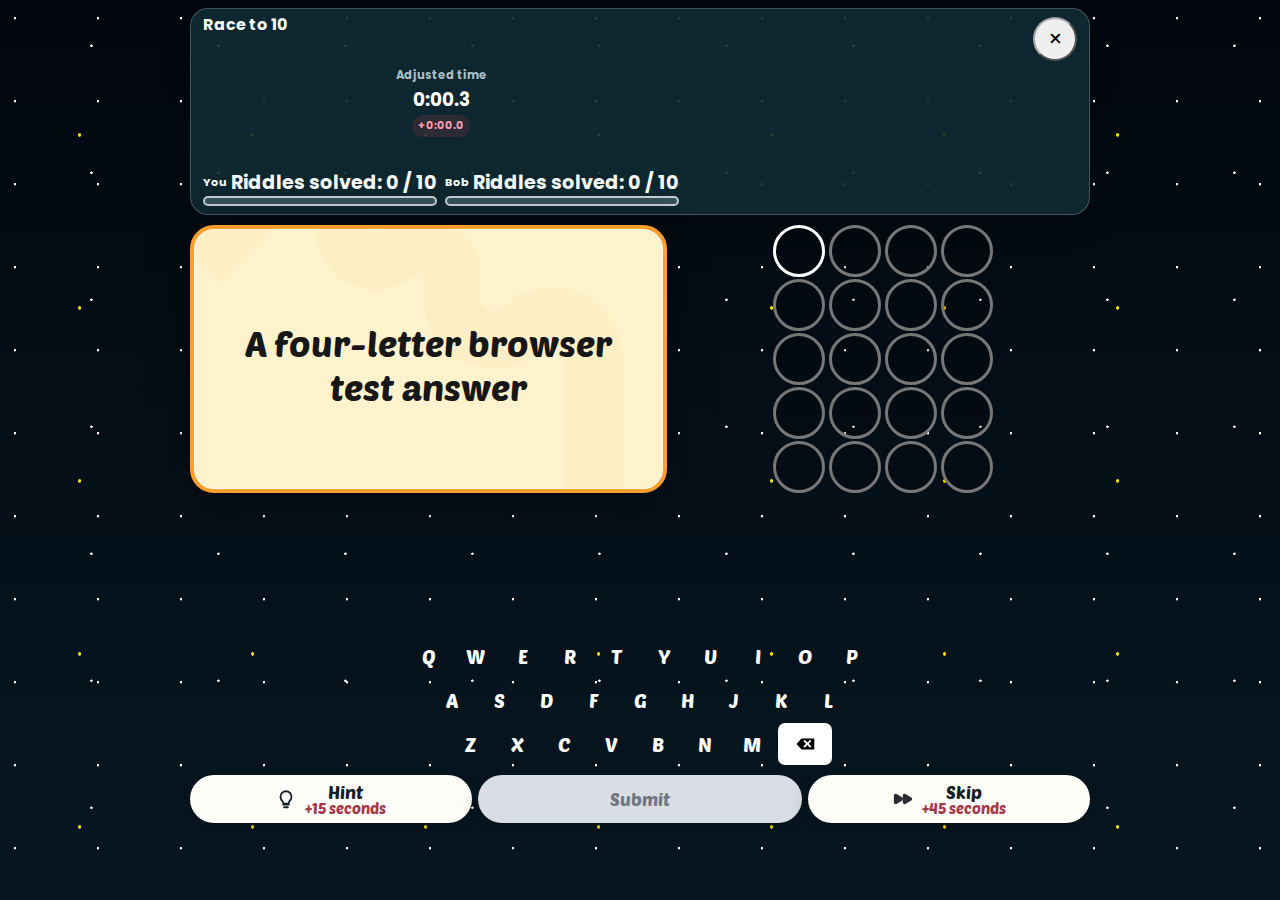 Race to 10
×
Adjusted time
0:00.3
+0:00.0
You Riddles solved: 0 / 10 Bob Riddles solved: 0 / 10
A four-letter browser
test answer
Q W E R T Y U I O P
A S D F G H J K L
Z X C V B N M
Hint
+15 seconds
Submit
Skip
+45 seconds